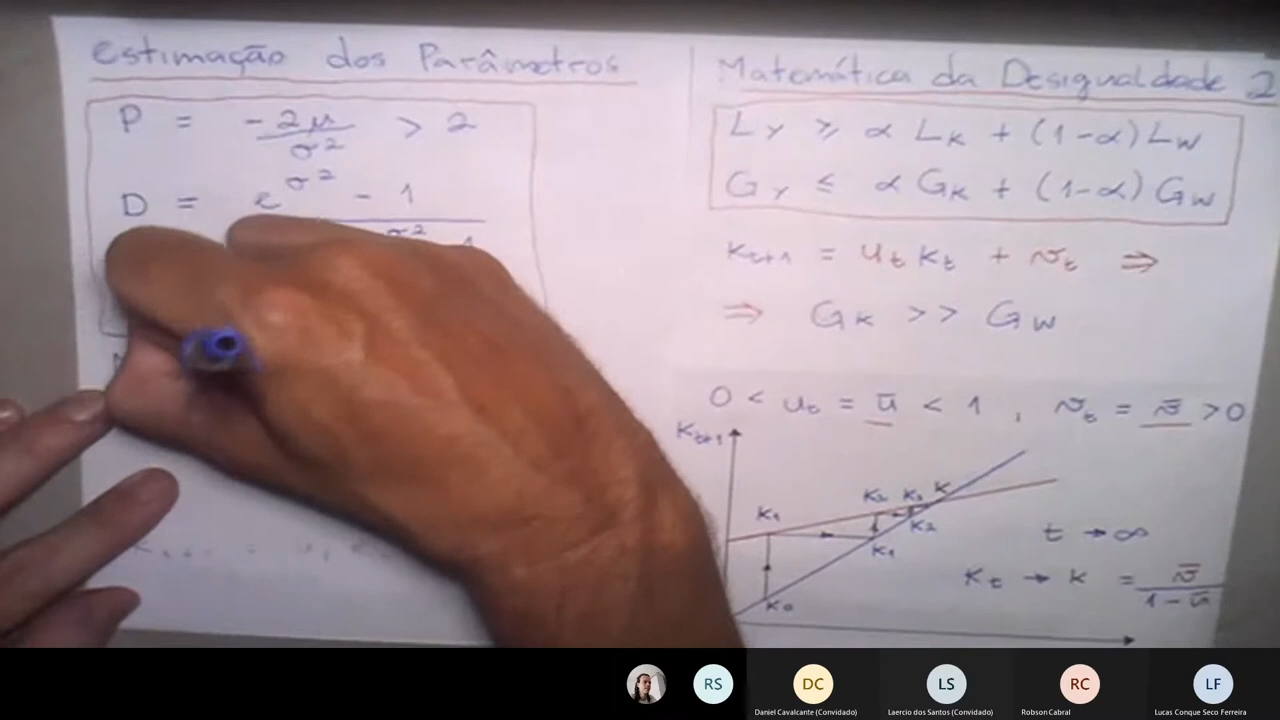 Estimação dos Parâmetros
P = -2μ / σ² > 2
D = e^σ² - 1
σ²
Matemática da Desigualdade 2
L_Y ≥ α L_K + (1-α) L_W
G_Y ≤ α G_K + (1-α) G_W
K_t+1 = u_t K_t + v_t ⇒
⇒ G_K >> G_W
0 < u_t = ū < 1 , v_t = v̄ > 0
K_t+1
K_1 K_2 K_3 K
K_2
K_1
K_0
t → ∞
K_t → K = v̄ / 1-ū
RS DC LS RC LF
Daniel Cavalcante (Convidado) Laercio dos Santos (Convidado) Robson Cabral Lucas Conque Seco Ferreira